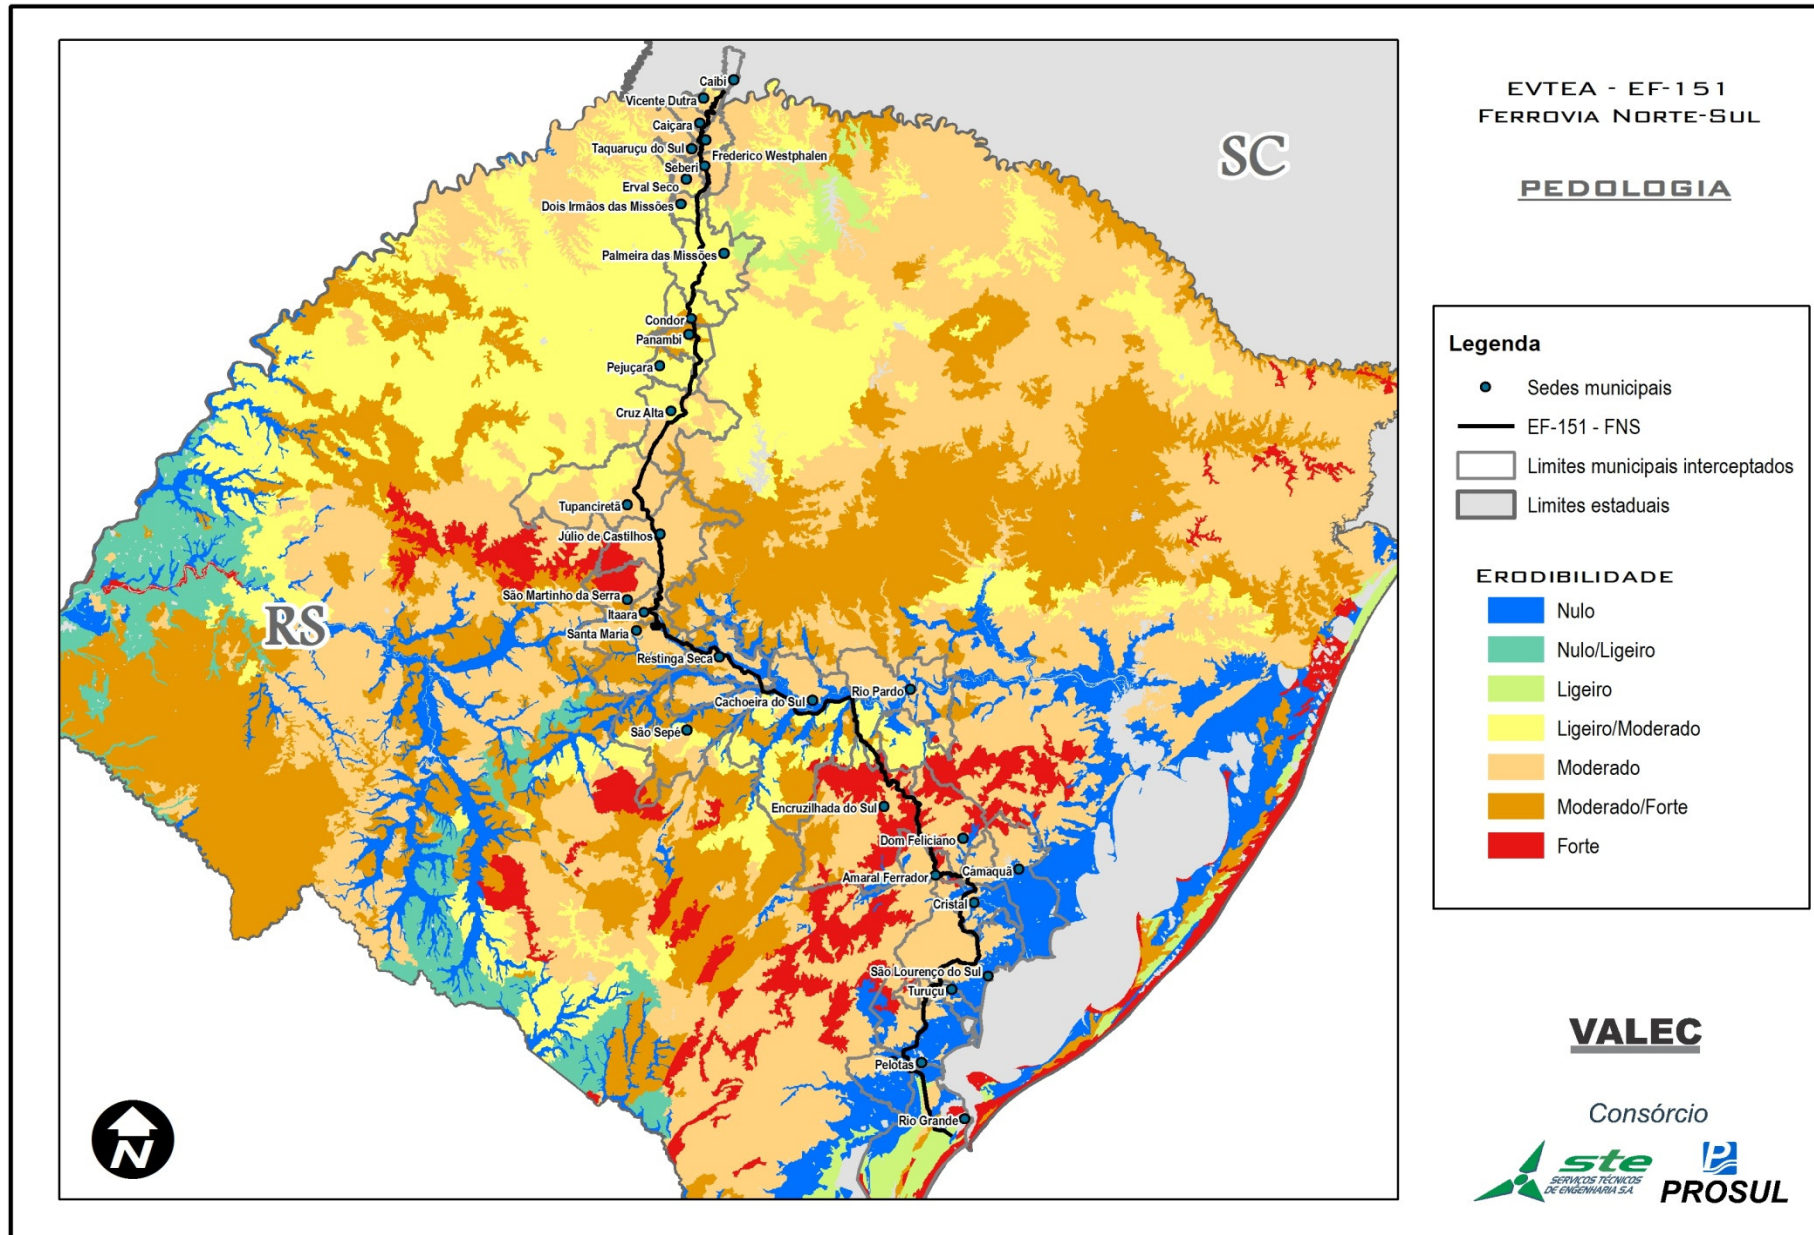 EVTEA - EF-151
FERROVIA NORTE-SUL
PEDOLOGIA
Caibi
Vicente Dutra
Caiçara
Taquaruçu do Sul
Frederico Westphalen
Seberi
Erval Seco
Dois Irmãos das Missões
Palmeira das Missões
Condor
Panambi
Pejuçara
Cruz Alta
Tupanciretã
Júlio de Castilhos
São Martinho da Serra
Itaara
Santa Maria
Restinga Seca
Cachoeira do Sul
Rio Pardo
São Sepé
Encruzilhada do Sul
Dom Feliciano
Amaral Ferrador
Camaquã
Cristal
São Lourenço do Sul
Turuçu
Pelotas
Rio Grande
SC
RS
N
Legenda
Sedes municipais
EF-151 - FNS
Limites municipais interceptados
Limites estaduais
ERODIBILIDADE
Nulo
Nulo/Ligeiro
Ligeiro
Ligeiro/Moderado
Moderado
Moderado/Forte
Forte
VALEC
Consórcio
ste
SERVIÇOS TÉCNICOS
DE ENGENHARIA S.A.
P
PROSUL